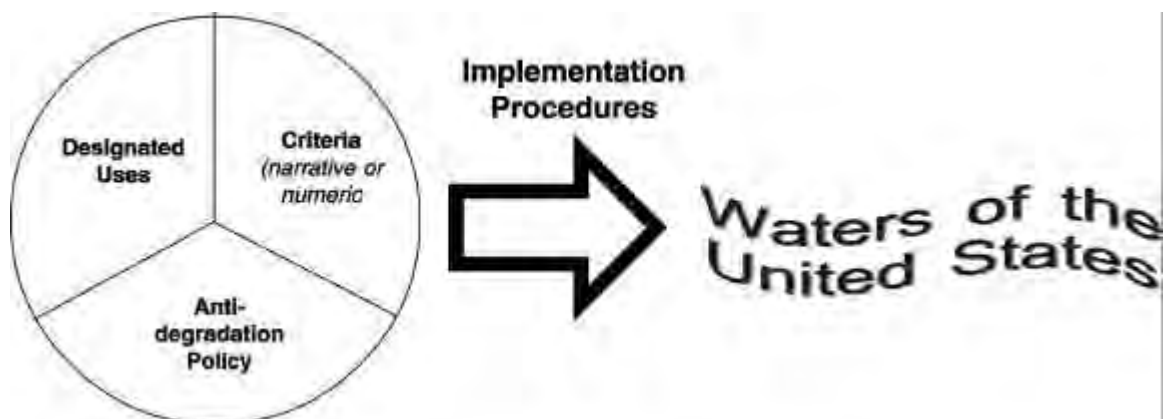 Designated
Uses
Criteria
(narrative or
numeric
Anti-
degradation
Policy
Implementation
Procedures
Waters of the
United States